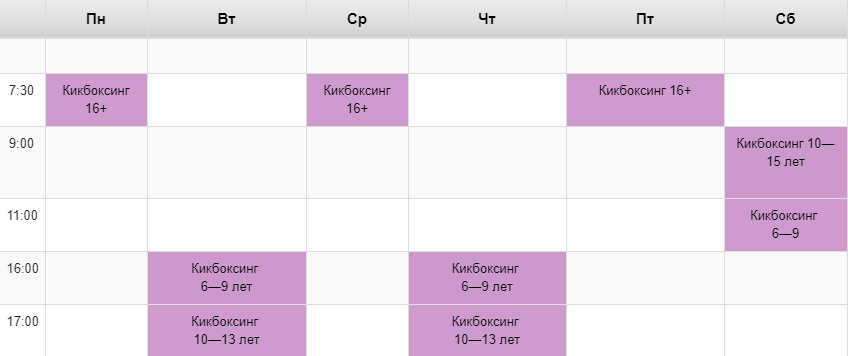 Пн Вт Ср Чт Пт Сб
7:30 Кикбоксинг Кикбоксинг Кикбоксинг 16+
16+ 16+
9:00 Кикбоксинг 10—
15 лет
11:00 Кикбоксинг
6—9
16:00 Кикбоксинг Кикбоксинг
6—9 лет 6—9 лет
17:00 Кикбоксинг Кикбоксинг
10—13 лет 10—13 лет